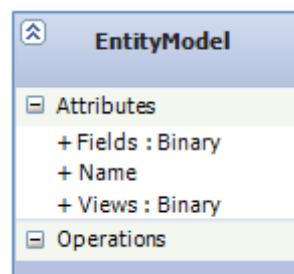 EntityModel
Attributes
+ Fields : Binary
+ Name
+ Views : Binary
Operations